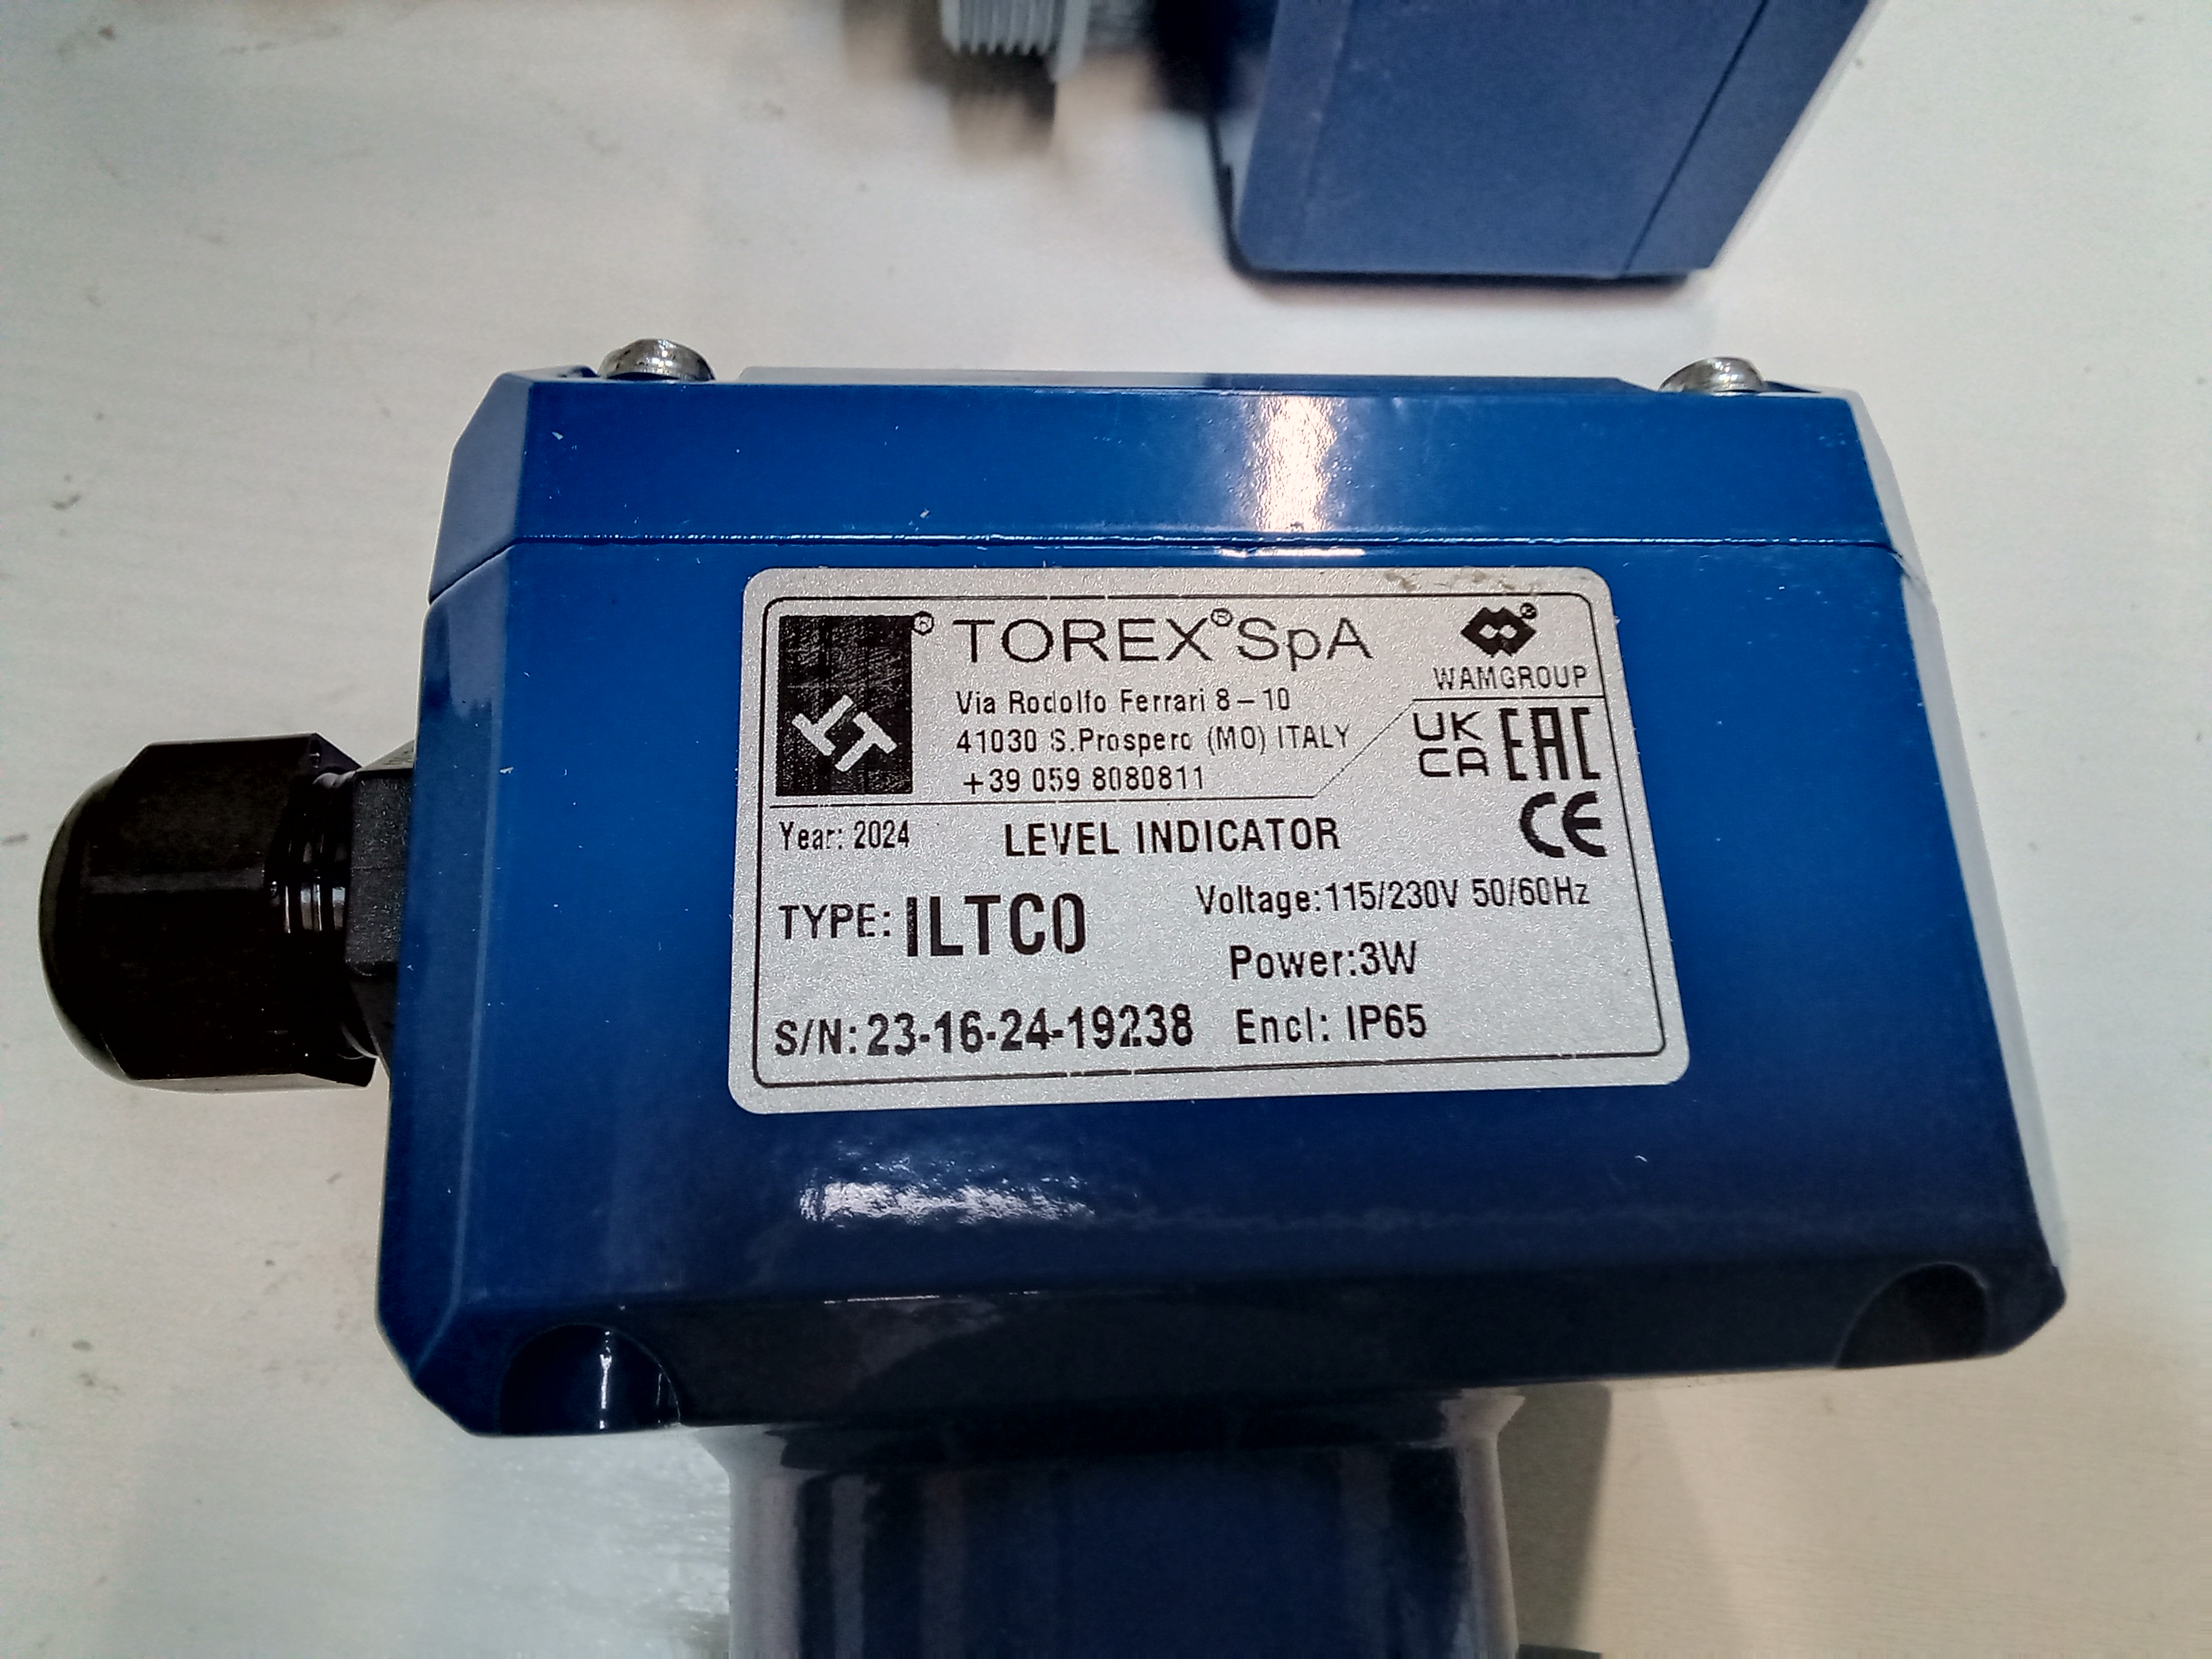 TOREX® SpA
WAMGROUP
Via Rodolfo Ferrari 8-10
41030 S.Prospero (MO) ITALY
+39 059 8080811
UK
CA
EAC
CE
Year: 2024
LEVEL INDICATOR
TYPE: ILTC0
Voltage:115/230V 50/60Hz
Power:3W
S/N: 23-16-24-19238
Encl: IP65